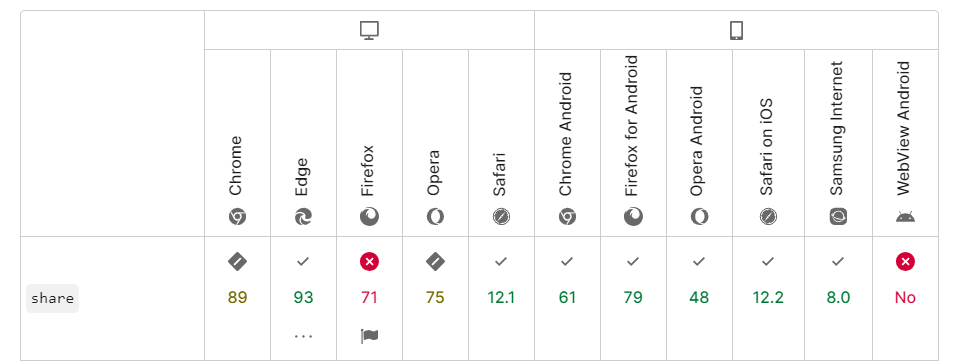 Chrome
Edge
Firefox
Opera
Safari
Chrome Android
Firefox for Android
Opera Android
Safari on iOS
Samsung Internet
WebView Android
share
89
93
71
75
12.1
61
79
48
12.2
8.0
No
...